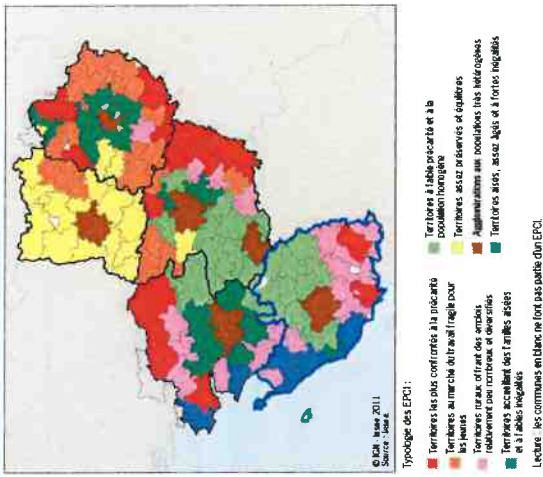 © IGN - Insee 2011
Source : Insee
4
Typologie des EPCI :
Territoires les plus confrontés à la précarité
Territoires au marché du travail fragile pour
les jeunes
Territoires ruraux offrant des emplois
relativement peu nombreux et diversifiés
Territoires accueillant des familles aisées
et à faibles inégalités
Territoires à faible précarité et à la
population homogène
Territoires assez préservés et équilibrés
Agglomérations aux populations très hétérogènes
Territoires aisés, assez âgés et à fortes inégalités
Lecture : les communes en blanc ne font pas partie d'un EPCI.